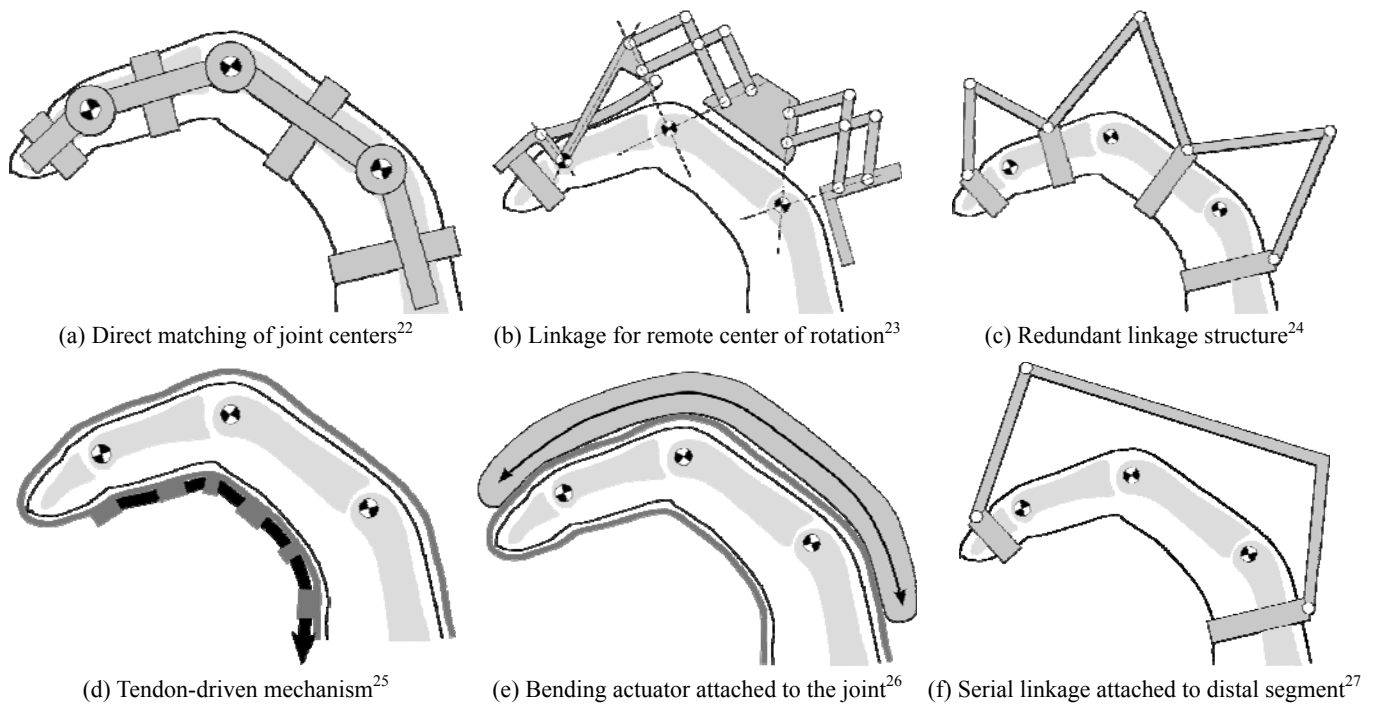 (a) Direct matching of joint centers22
(b) Linkage for remote center of rotation23
(c) Redundant linkage structure24
(d) Tendon-driven mechanism25
(e) Bending actuator attached to the joint26
(f) Serial linkage attached to distal segment27